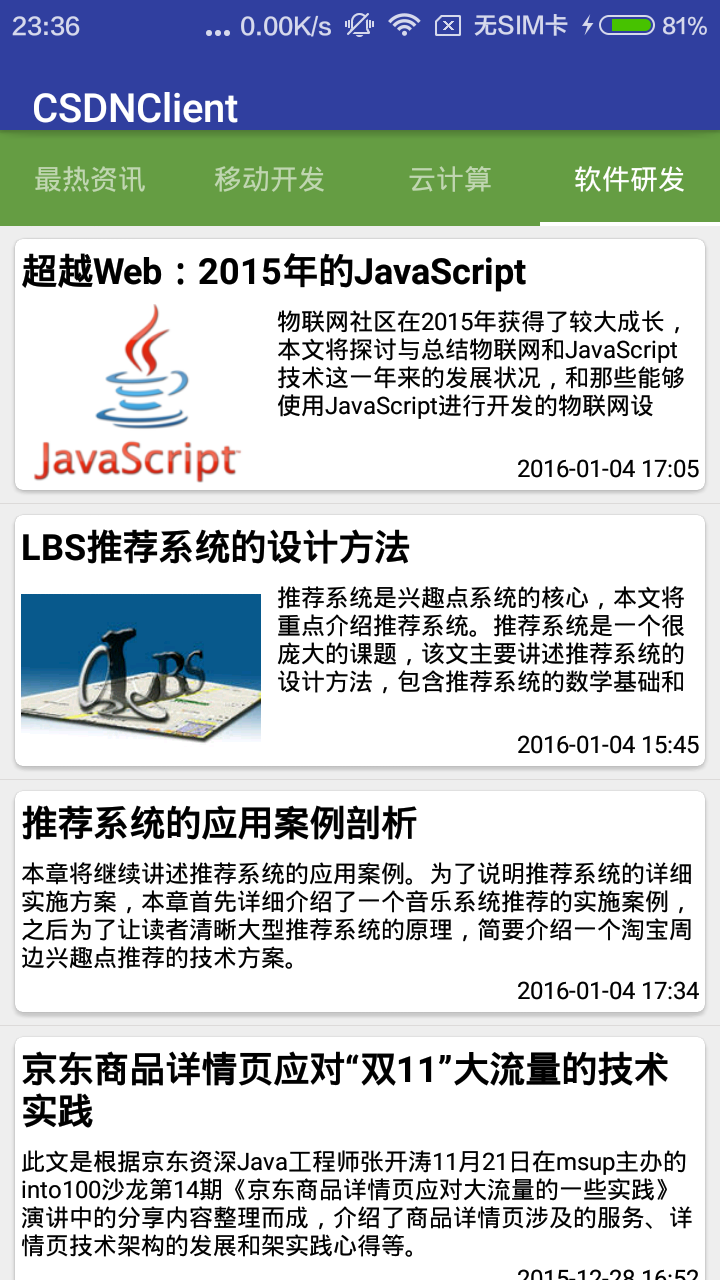 23:36
... 0.00K/s 无SIM卡 81%
CSDNClient
最热资讯 移动开发 云计算 软件研发
超越Web：2015年的JavaScript
物联网社区在2015年获得了较大成长，
本文将探讨与总结物联网和JavaScript
技术这一年来的发展状况，和那些能够
使用JavaScript进行开发的物联网设
JavaScript
2016-01-04 17:05
LBS推荐系统的设计方法
推荐系统是兴趣点系统的核心，本文将
重点介绍推荐系统。推荐系统是一个很
庞大的课题，该文主要讲述推荐系统的
设计方法，包含推荐系统的数学基础和
LBS
2016-01-04 15:45
推荐系统的应用案例剖析
本章将继续讲述推荐系统的应用案例。为了说明推荐系统的详细
实施方案，本章首先详细介绍了一个音乐系统推荐的实施案例，
之后为了让读者清晰大型推荐系统的原理，简要介绍一个淘宝周
边兴趣点推荐的技术方案。
2016-01-04 17:34
京东商品详情页应对“双11”大流量的技术
实践
此文是根据京东资深Java工程师张开涛11月21日在msup主办的
into100沙龙第14期《京东商品详情页应对大流量的一些实践》
演讲中的分享内容整理而成，介绍了商品详情页涉及的服务、详
情页技术架构的发展和架实践心得等。
2015-12-28 16:52